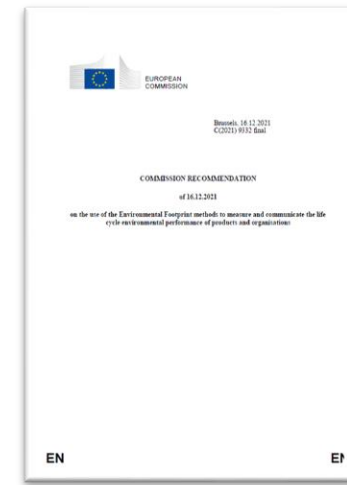 EUROPEAN
COMMISSION
Brussels, 16.12.2021
C(2021) 9332 final
COMMISSION RECOMMENDATION
of 16.12.2021
on the use of the Environmental Footprint methods to measure and communicate the life
cycle environmental performance of products and organisations
EN
EN